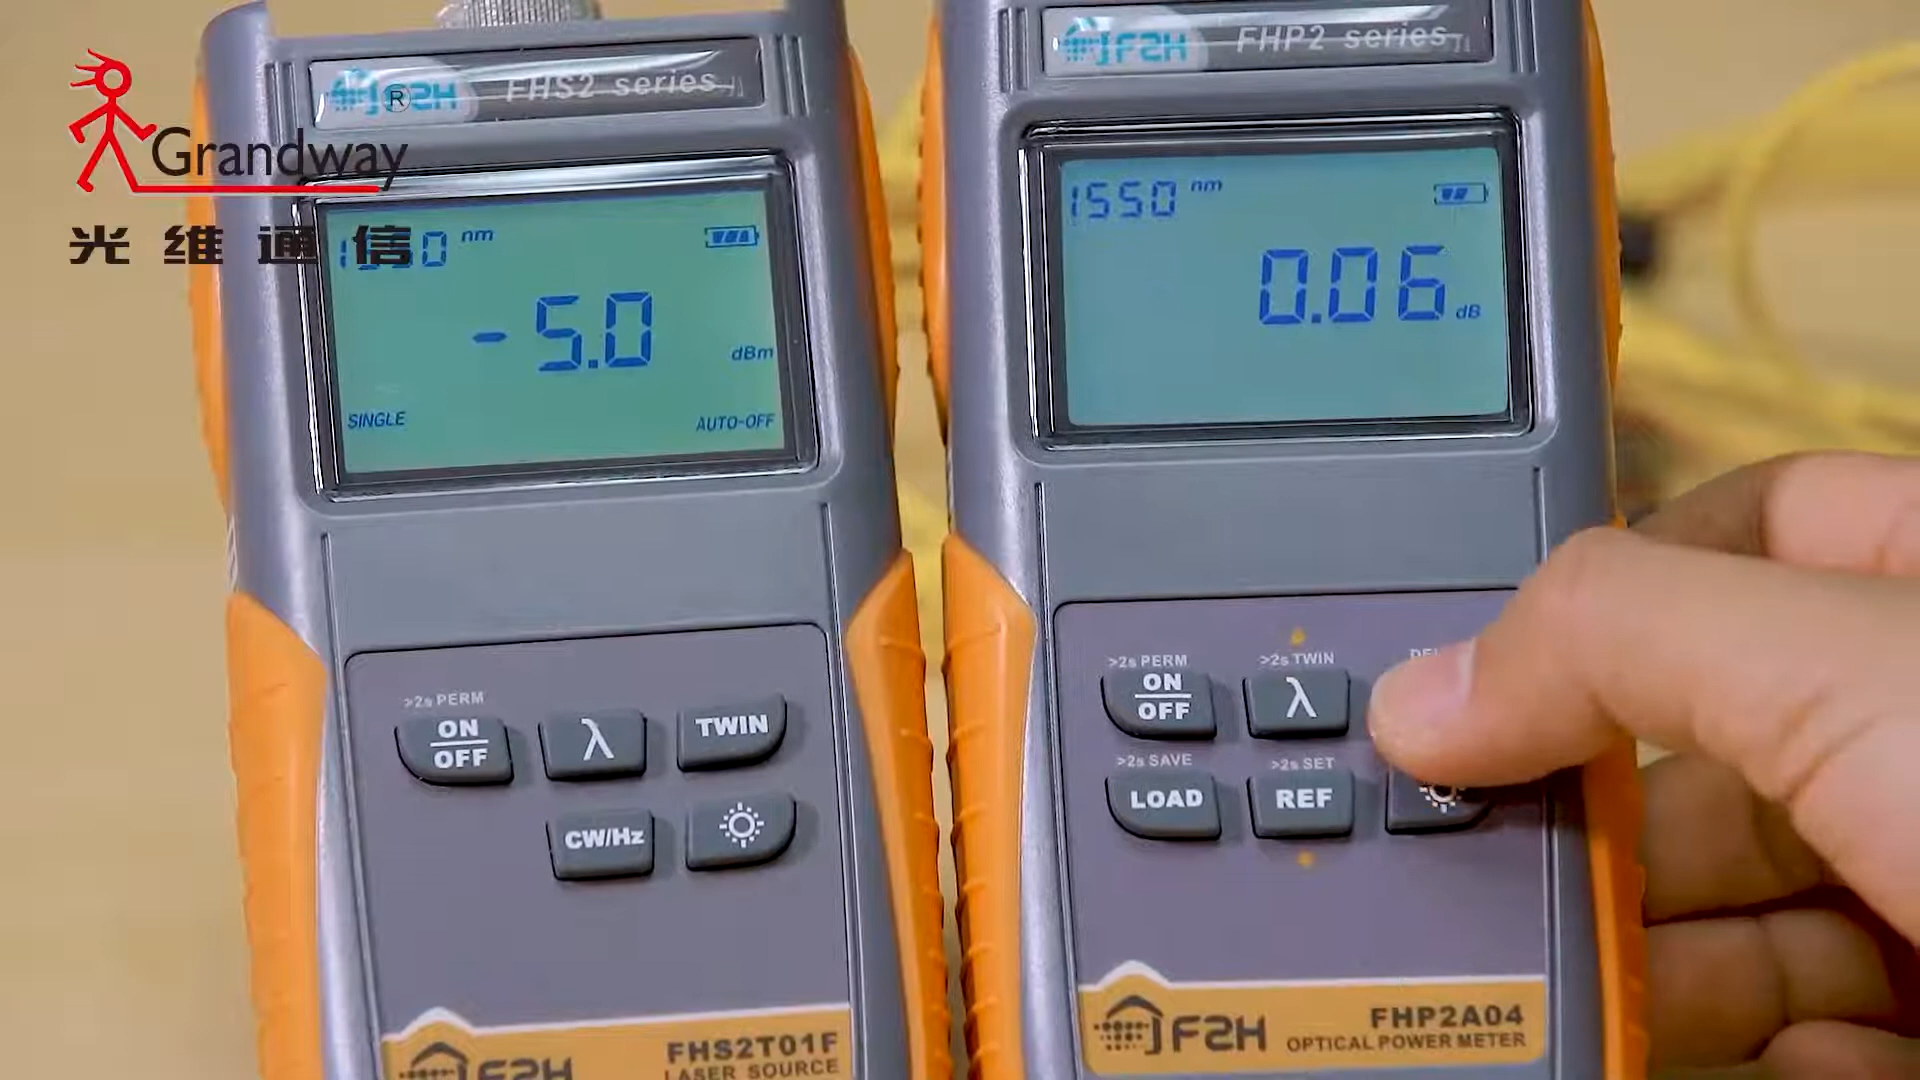 Grandway
光维通信
®
F2H
FHS2 series
nm
-5.0
dBm
SINGLE
AUTO-OFF
>2s PERM
ON
OFF
λ
TWIN
CW/Hz
F2H
FHS2T01F
LASER SOURCE
F2H
FHP2 series
1550 nm
0.06 dB
>2s PERM
>2s TWIN
ON
OFF
λ
>2s SAVE
>2s SET
LOAD
REF
F2H
FHP2A04
OPTICAL POWER METER